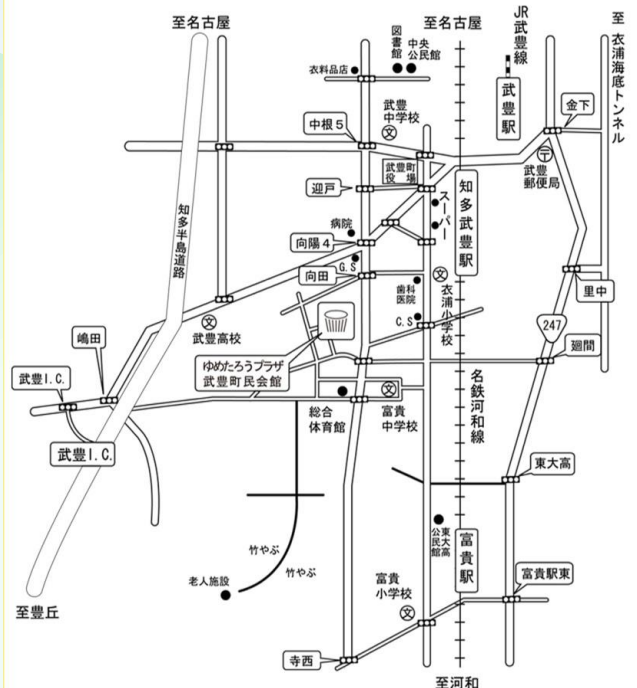 至名古屋
至名古屋
JR武豊線
至衣浦海底トンネル
図書館
中央公民館
衣料品店
武豊中学校
武豊駅
金下
中根5
武豊町役場
武豊郵便局
迎戸
知多武豊駅
スーパー
知多半島道路
病院
向陽4
G.S
向田
歯科医院
衣浦小学校
里中
C.S
247
武豊高校
嶋田
ゆめたろうプラザ
武豊町民会館
廻間
武豊I.C.
名鉄河和線
総合体育館
富貴中学校
武豊I.C.
東大高
東大高公民館
富貴駅
竹やぶ
竹やぶ
老人施設
富貴小学校
富貴駅東
至豊丘
寺西
至河和
文
文
文
文
文